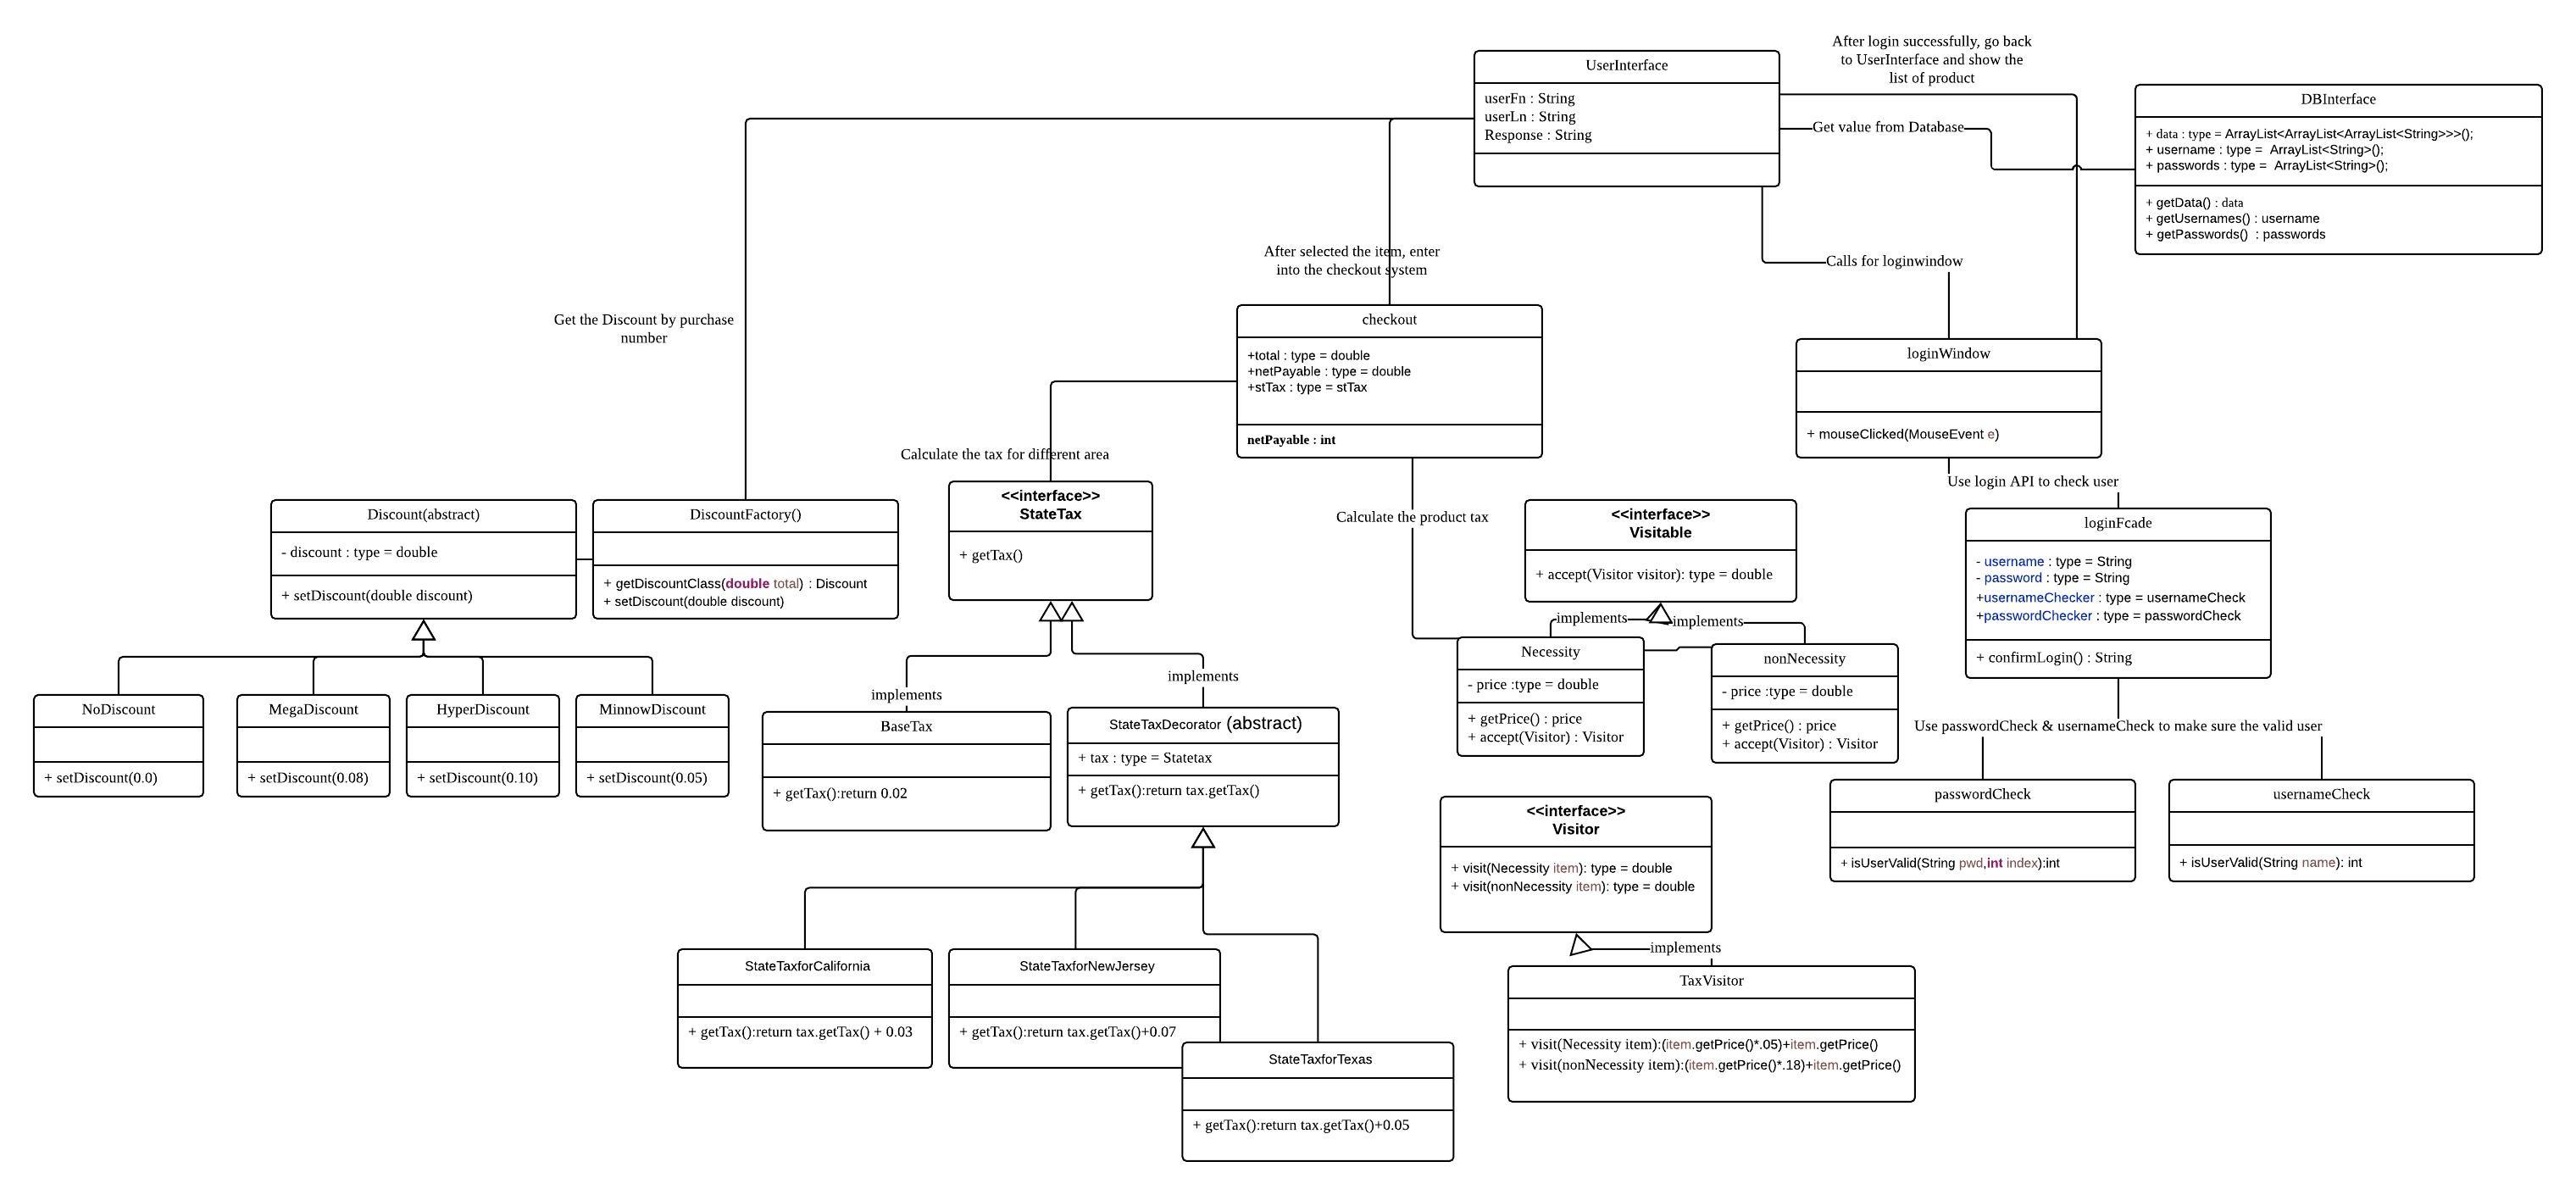 After login successfully, go back
to UserInterface and show the
list of product
UserInterface
userFn : String
userLn : String
Response : String
Get value from Database
DBInterface
+ data : type = ArrayList<ArrayList<ArrayList<String>>>();
+ username : type =  ArrayList<String>();
+ passwords : type =  ArrayList<String>();
+ getData() : data
+ getUsernames() : username
+ getPasswords()  : passwords
After selected the item, enter
into the checkout system
Calls for loginwindow
Get the Discount by purchase
number
checkout
+total : type = double
+netPayable : type = double
+stTax : type = stTax
netPayable : int
loginWindow
+ mouseClicked(MouseEvent e)
Calculate the tax for different area
Use login API to check user
Discount(abstract)
- discount : type = double
+ setDiscount(double discount)
DiscountFactory()
+ getDiscountClass(double total) : Discount
+ setDiscount(double discount)
<<interface>>
StateTax
+ getTax()
Calculate the product tax
<<interface>>
Visitable
+ accept(Visitor visitor): type = double
loginFcade
- username : type = String
- password : type = String
+usernameChecker : type = usernameCheck
+passwordChecker : type = passwordCheck
+ confirmLogin() : String
implements
implements
Necessity
- price :type = double
+ getPrice() : price
+ accept(Visitor) : Visitor
nonNecessity
- price :type = double
+ getPrice() : price
+ accept(Visitor) : Visitor
implements
implements
NoDiscount
+ setDiscount(0.0)
MegaDiscount
+ setDiscount(0.08)
HyperDiscount
+ setDiscount(0.10)
MinnowDiscount
+ setDiscount(0.05)
BaseTax
+ getTax():return 0.02
StateTaxDecorator (abstract)
+ tax : type = Statetax
+ getTax():return tax.getTax()
Use passwordCheck & usernameCheck to make sure the valid user
passwordCheck
+ isUserValid(String pwd,int index):int
usernameCheck
+ isUserValid(String name): int
<<interface>>
Visitor
+ visit(Necessity item): type = double
+ visit(nonNecessity item): type = double
implements
StateTaxforCalifornia
+ getTax():return tax.getTax() + 0.03
StateTaxforNewJersey
+ getTax():return tax.getTax()+0.07
StateTaxforTexas
+ getTax():return tax.getTax()+0.05
TaxVisitor
+ visit(Necessity item):(item.getPrice()*.05)+item.getPrice()
+ visit(nonNecessity item):(item.getPrice()*.18)+item.getPrice()